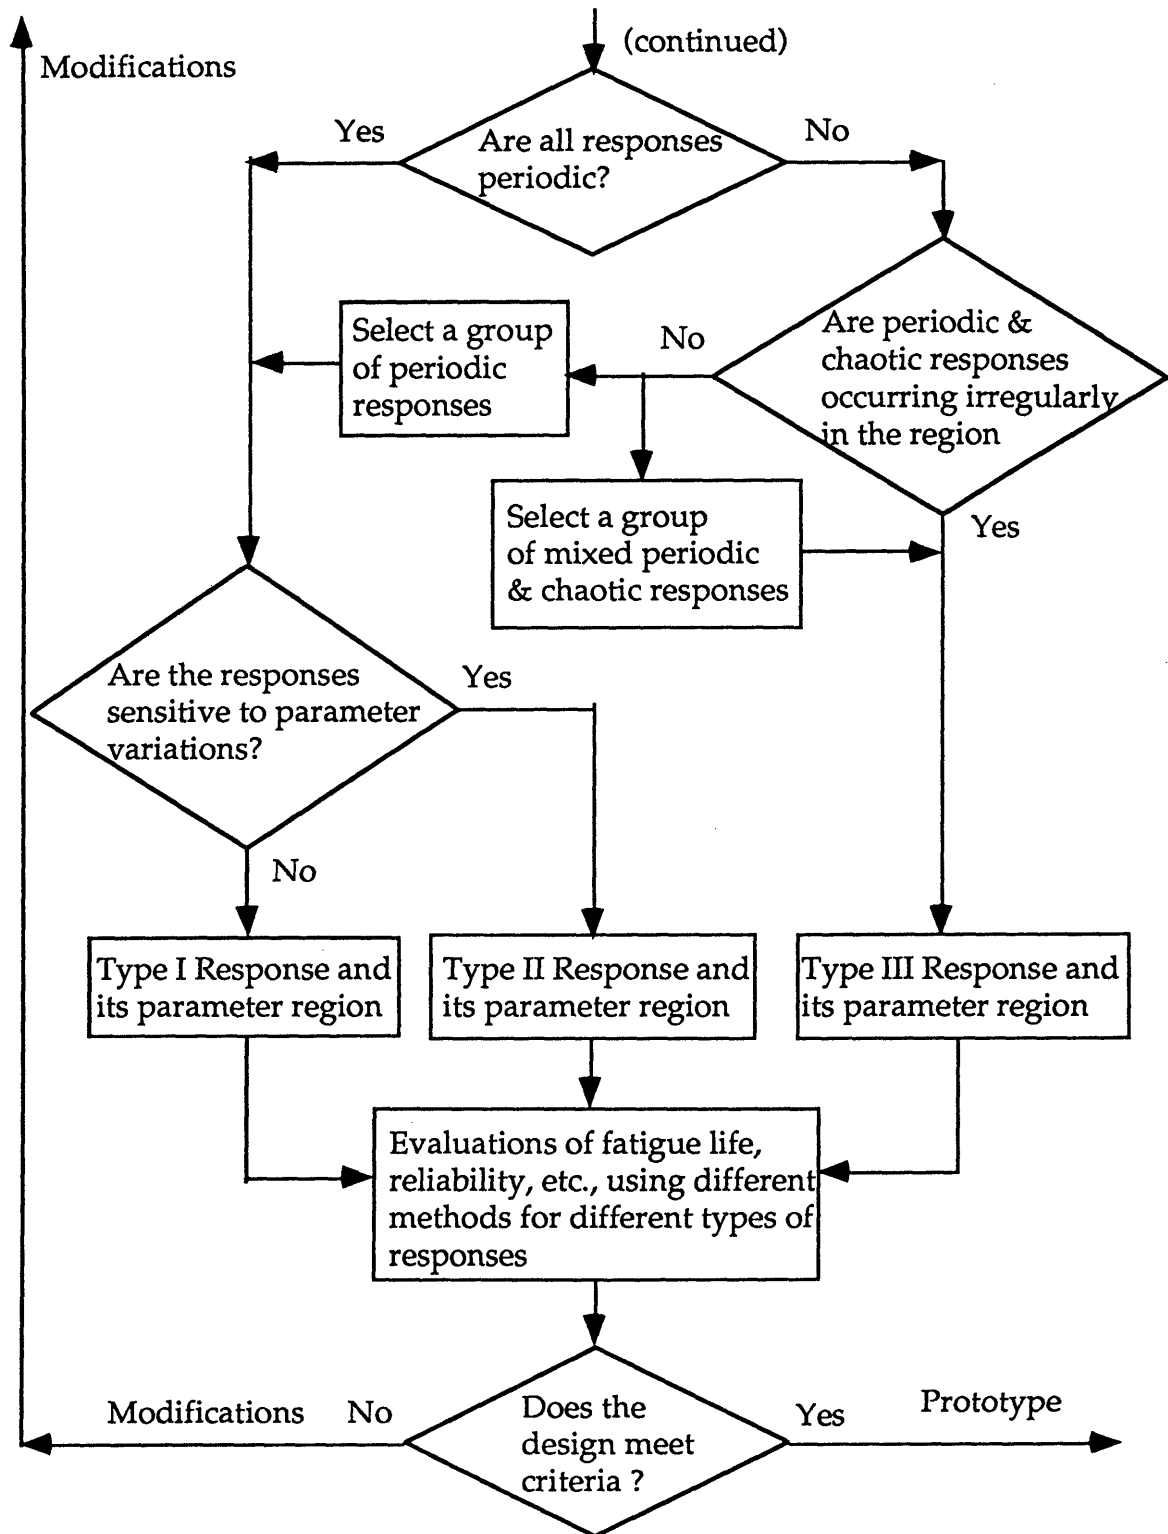 (continued)
Modifications
Yes
No
Are all responses
periodic?
Select a group
of periodic
responses
No
Are periodic &
chaotic responses
occurring irregularly
in the region
Select a group
of mixed periodic
& chaotic responses
Yes
Are the responses
sensitive to parameter
variations?
Yes
No
Type I Response and
its parameter region
Type II Response and
its parameter region
Type III Response and
its parameter region
Evaluations of fatigue life,
reliability, etc., using different
methods for different types of
responses
Modifications
No
Does the
design meet
criteria ?
Yes
Prototype